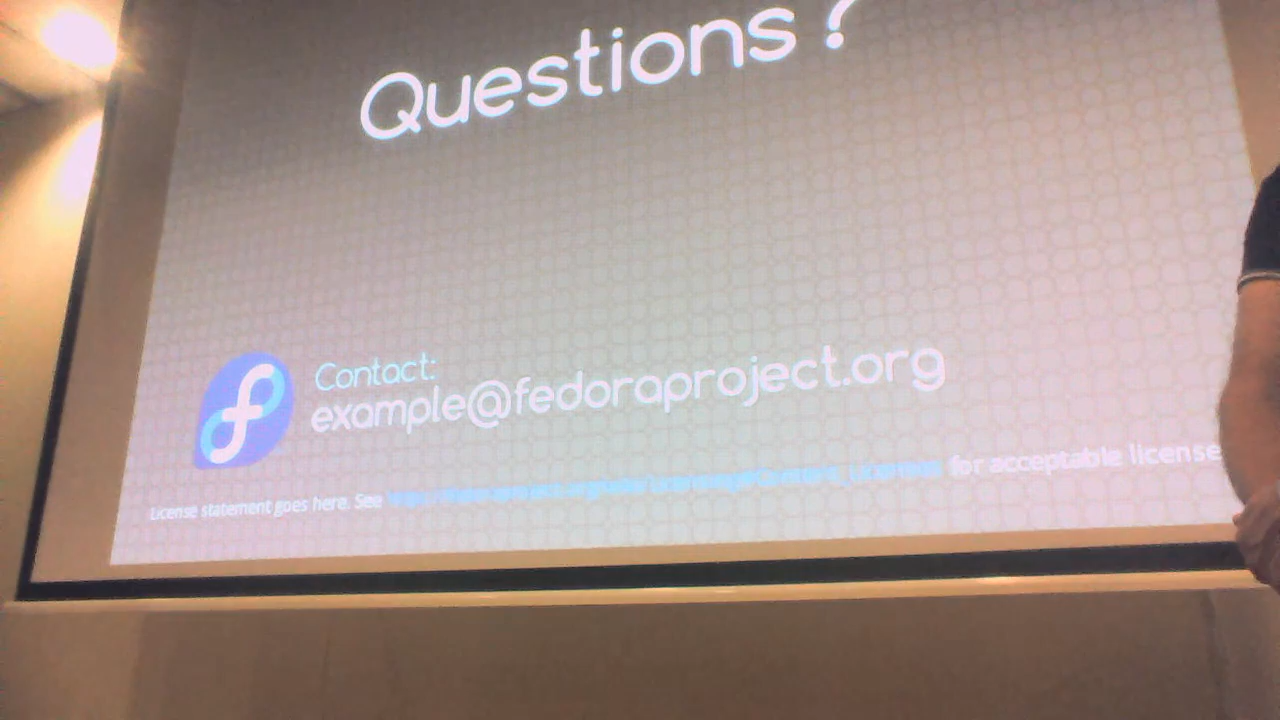 Questions ?
Contact:
example@fedoraproject.org
License statement goes here. See for acceptable license